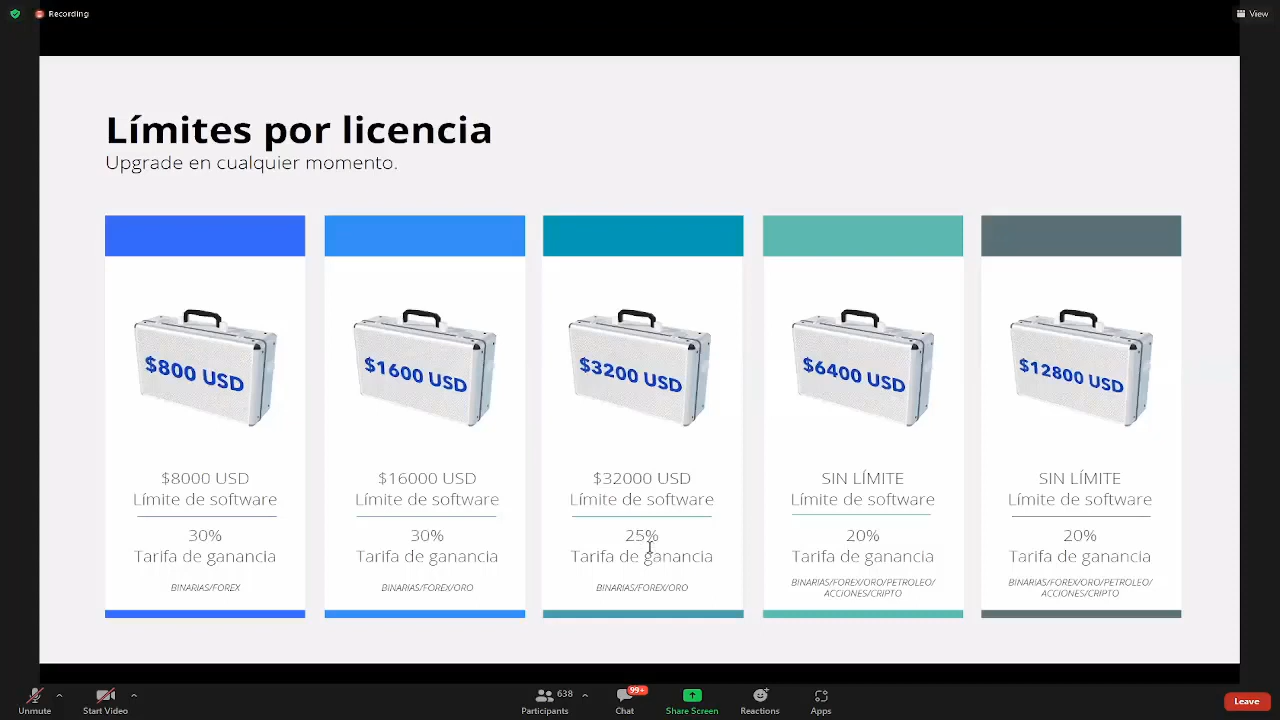 Recording
View
Límites por licencia
Upgrade en cualquier momento.
$800 USD
$1600 USD
$3200 USD
$6400 USD
$12800 USD
$8000 USD
Límite de software
30%
Tarifa de ganancia
BINARIAS/FOREX
$16000 USD
Límite de software
30%
Tarifa de ganancia
BINARIAS/FOREX/ORO
$32000 USD
Límite de software
25%
Tarifa de ganancia
BINARIAS/FOREX/ORO
SIN LÍMITE
Límite de software
20%
Tarifa de ganancia
BINARIAS/FOREX/ORO/PETROLEO/
ACCIONES/CRIPTO
SIN LÍMITE
Límite de software
20%
Tarifa de ganancia
BINARIAS/FOREX/ORO/PETROLEO/
ACCIONES/CRIPTO
Unmute
Start Video
638
Participants
99+
Chat
Share Screen
Reactions
Apps
Leave